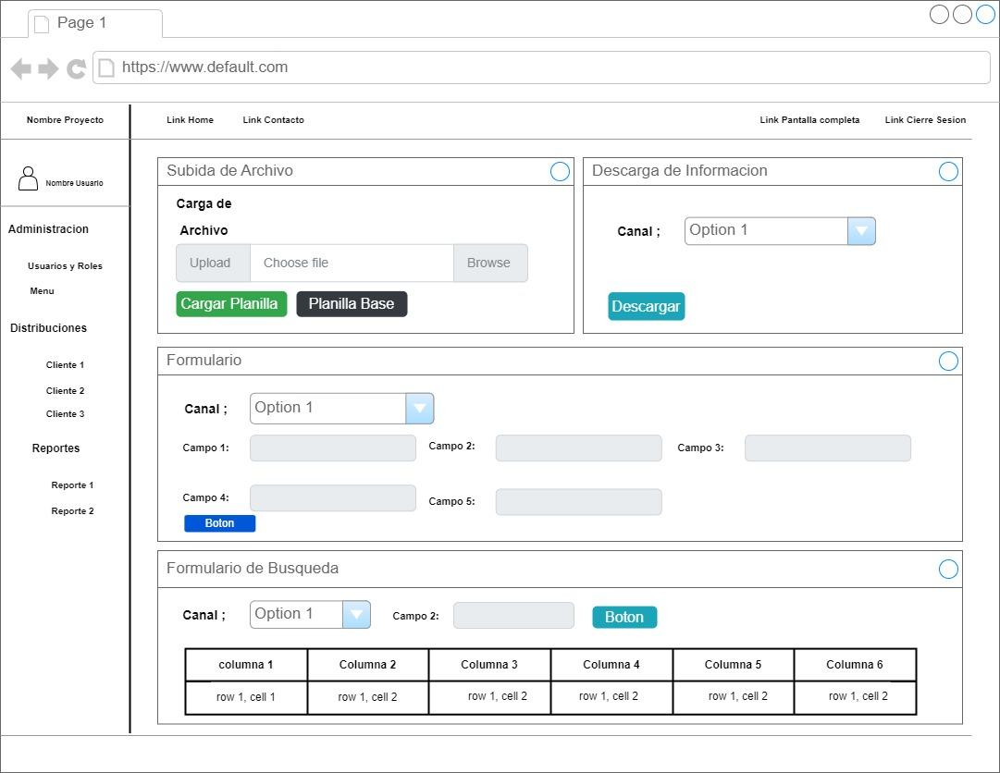 Page 1
https://www.default.com
Nombre Proyecto
Link Home
Link Contacto
Link Pantalla completa
Link Cierre Sesion
Nombre Usuario
Administracion
Usuarios y Roles
Menu
Distribuciones
Cliente 1
Cliente 2
Cliente 3
Reportes
Reporte 1
Reporte 2
Subida de Archivo
Carga de
Archivo
Upload
Choose file
Browse
Cargar Planilla
Planilla Base
Descarga de Informacion
Canal ;
Option 1
Descargar
Formulario
Canal ;
Option 1
Campo 1:
Campo 2:
Campo 3:
Campo 4:
Campo 5:
Boton
Formulario de Busqueda
Canal ;
Option 1
Campo 2:
Boton
columna 1
Columna 2
Columna 3
Columna 4
Columna 5
Columna 6
row 1, cell 1
row 1, cell 2
row 1, cell 2
row 1, cell 2
row 1, cell 2
row 1, cell 2